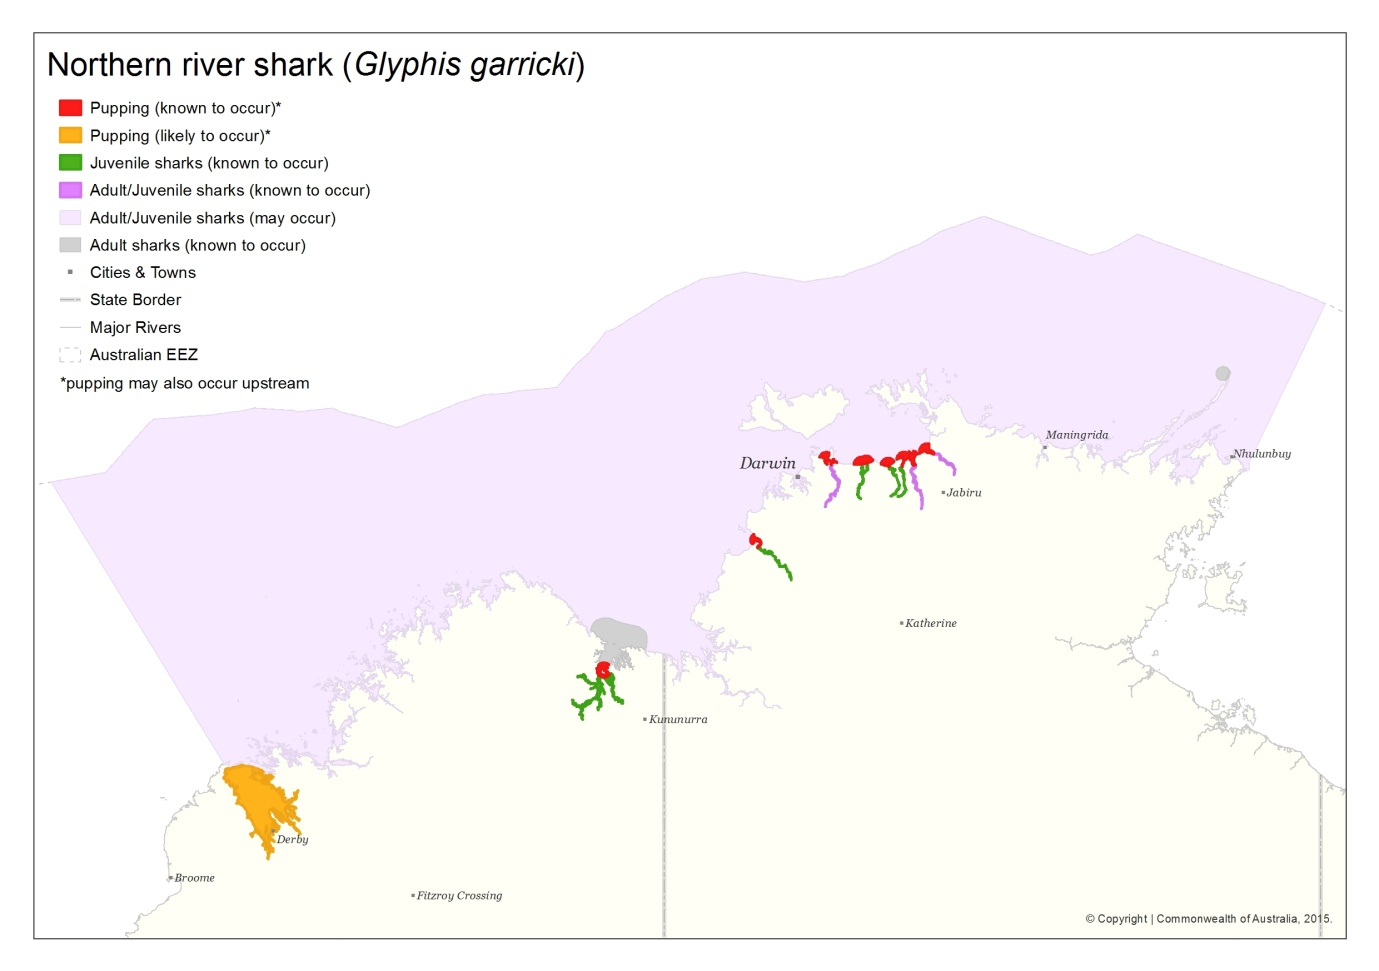 Northern river shark (Glyphis garricki)
Pupping (known to occur)*
Pupping (likely to occur)*
Juvenile sharks (known to occur)
Adult/Juvenile sharks (known to occur)
Adult/Juvenile sharks (may occur)
Adult sharks (known to occur)
Cities & Towns
State Border
Major Rivers
Australian EEZ
*pupping may also occur upstream
Maningrida
Nhulunbuy
Darwin
Jabiru
Katherine
Kununurra
Derby
Broome
Fitzroy Crossing
© Copyright | Commonwealth of Australia, 2015.